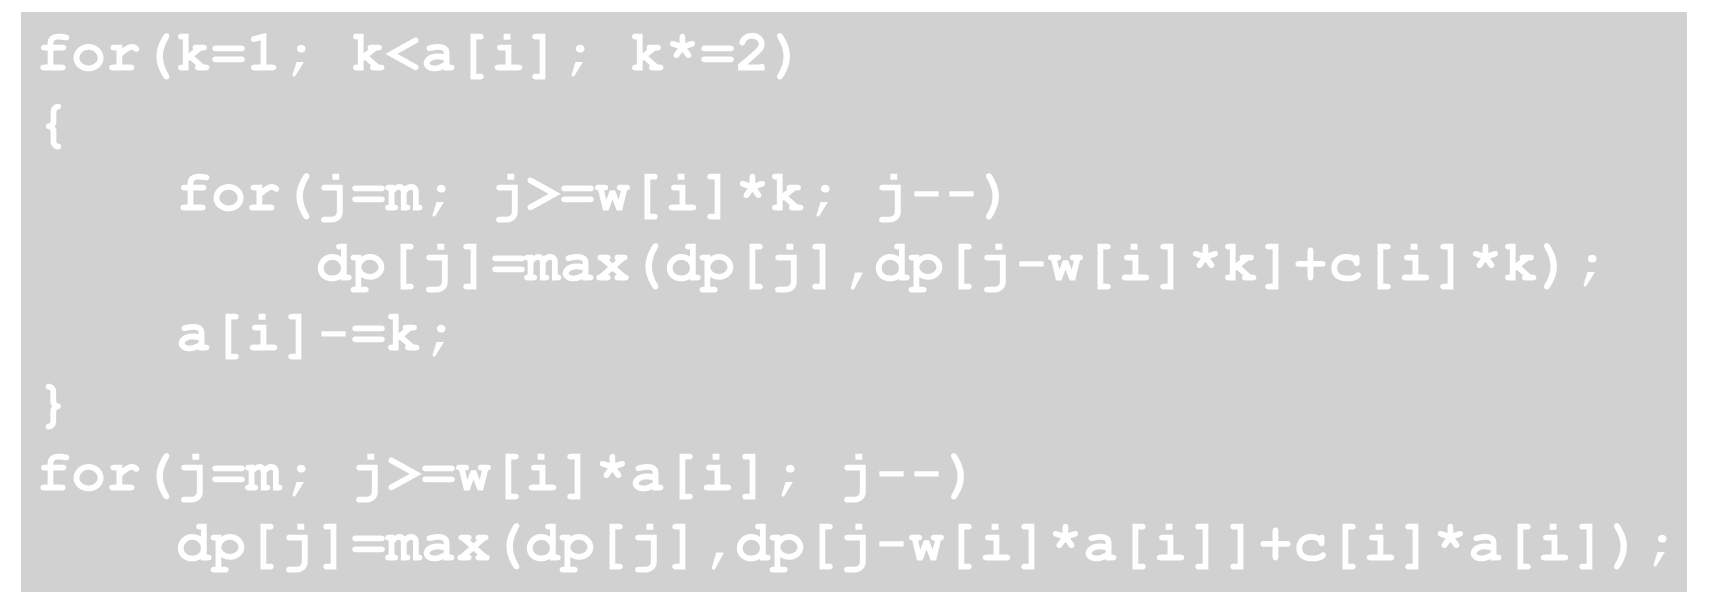 for(k=1; k<a[i]; k*=2)
{
    for(j=m; j>=w[i]*k; j--)
        dp[j]=max(dp[j],dp[j-w[i]*k]+c[i]*k);
    a[i]-=k;
}
for(j=m; j>=w[i]*a[i]; j--)
    dp[j]=max(dp[j],dp[j-w[i]*a[i]]+c[i]*a[i]);